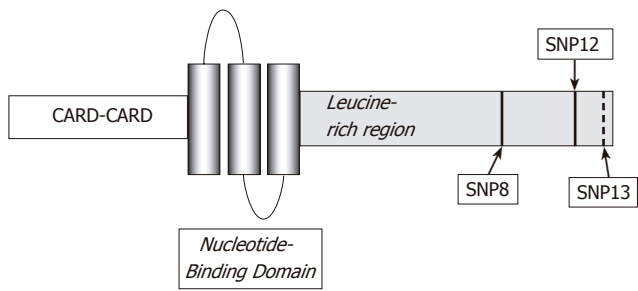 SNP12
CARD-CARD
Leucine-
rich region
SNP8
SNP13
Nucleotide-
Binding Domain